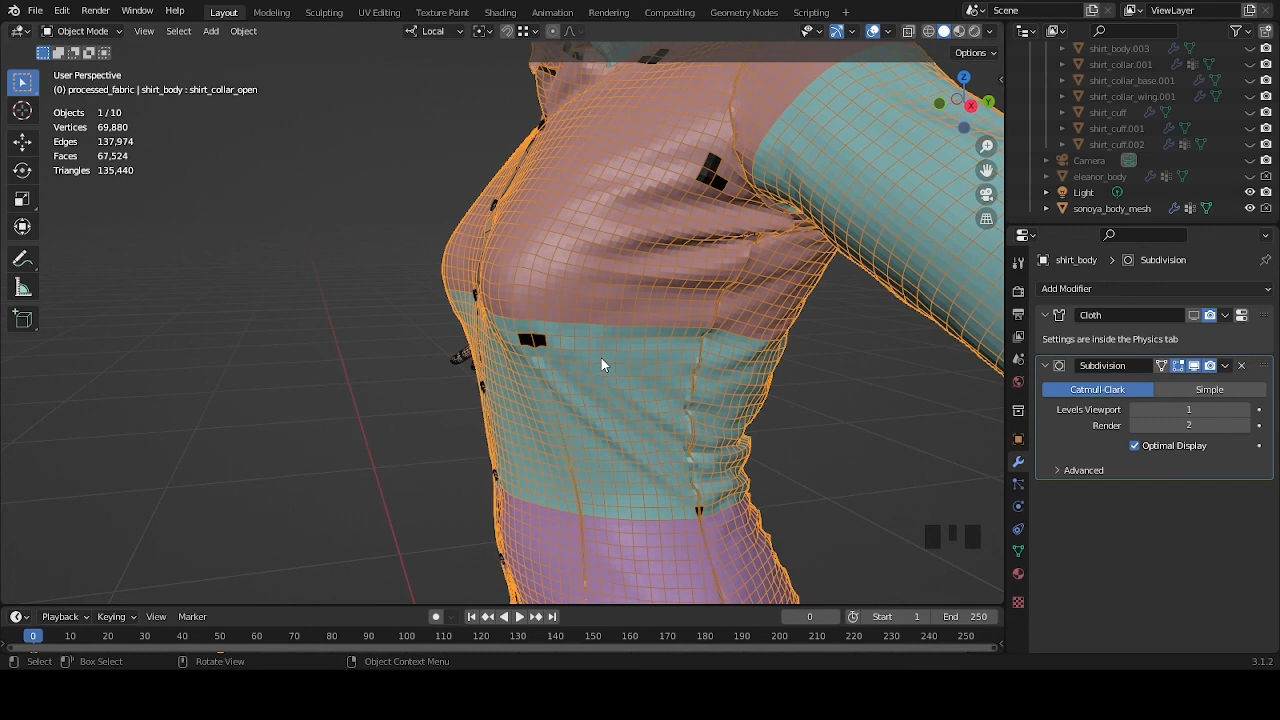 File Edit Render Window Help Layout Modeling Sculpting UV Editing Texture Paint Shading Animation Rendering Compositing Geometry Nodes Scripting + Scene ViewLayer
Object Mode View Select Add Object Local
Options
User Perspective
(0) processed_fabric | shirt_body : shirt_collar_open
Objects 1 / 10
Vertices 69,880
Edges 137,974
Faces 67,524
Triangles 135,440
Z
Y
X
shirt_body.003
shirt_collar.001
shirt_collar_base.001
shirt_collar_wing.001
shirt_cuff
shirt_cuff.001
shirt_cuff.002
Camera
eleanor_body
Light
sonoya_body_mesh
shirt_body > Subdivision
Add Modifier
Cloth
Settings are inside the Physics tab
Subdivision
Catmull-Clark Simple
Levels Viewport 1
Render 2
Optimal Display
Advanced
Playback Keying View Marker 0 Start 1 End 250
0 10 20 30 40 50 60 70 80 90 100 110 120 130 140 150 160 170 180 190 200 210 220 230 240 250
Select Box Select Rotate View Object Context Menu 3.1.2